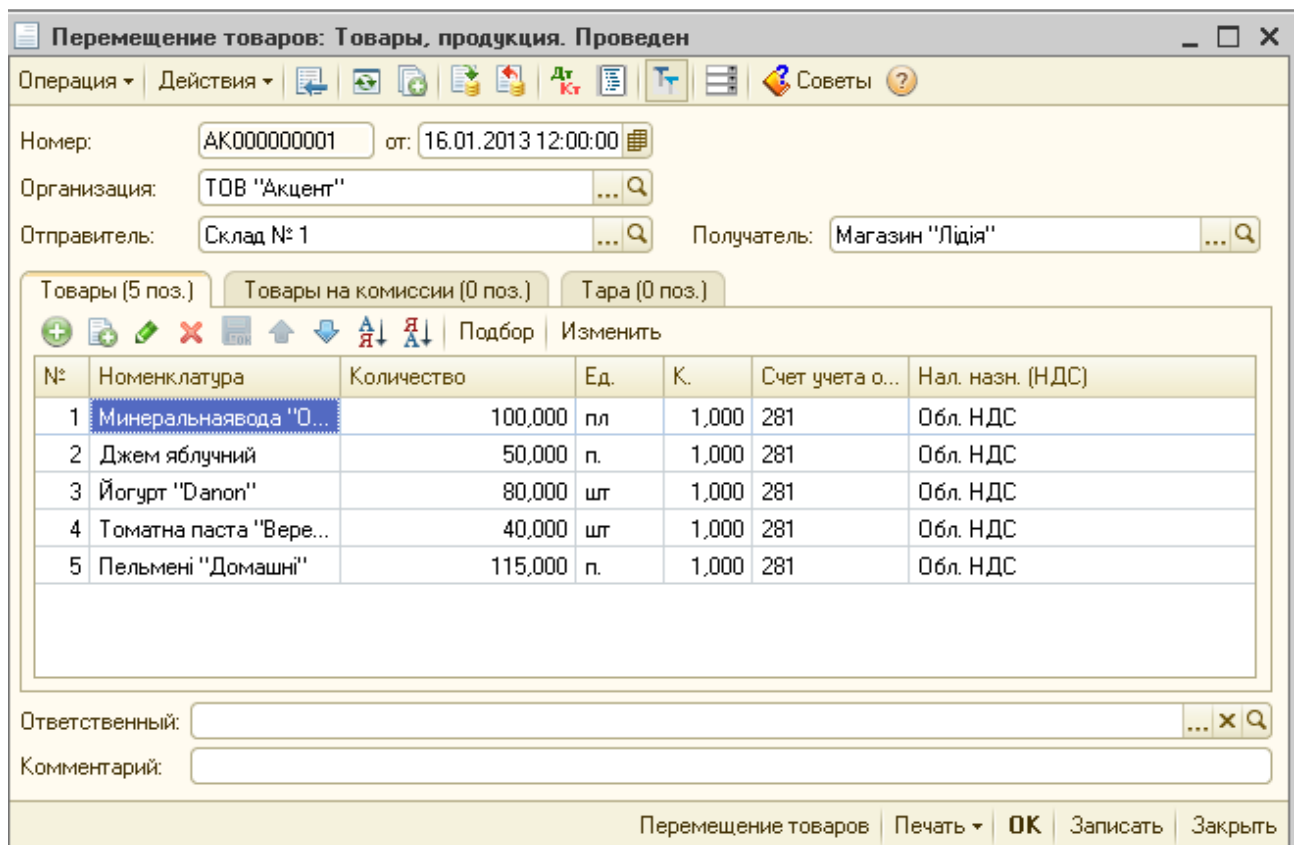 Перемещение товаров: Товары, продукция. Проведен
Операция Действия Дт Кт Советы
Номер: АК000000001 от: 16.01.2013 12:00:00
Организация: ТОВ "Акцент" ...
Отправитель: Склад № 1 ... Получатель: Магазин "Лідія" ...
Товары (5 поз.) Товары на комиссии (0 поз.) Тара (0 поз.)
Подбор Изменить
№ Номенклатура Количество Ед. К. Счет учета о... Нал. назн. (НДС)
1 Минеральнаявода "О... 100,000 пл 1,000 281 Обл. НДС
2 Джем яблучний 50,000 п. 1,000 281 Обл. НДС
3 Йогурт "Danon" 80,000 шт 1,000 281 Обл. НДС
4 Томатна паста "Вере... 40,000 шт 1,000 281 Обл. НДС
5 Пельмені "Домашні" 115,000 п. 1,000 281 Обл. НДС
Ответственный: ...
Комментарий:
Перемещение товаров Печать OK Записать Закрыть